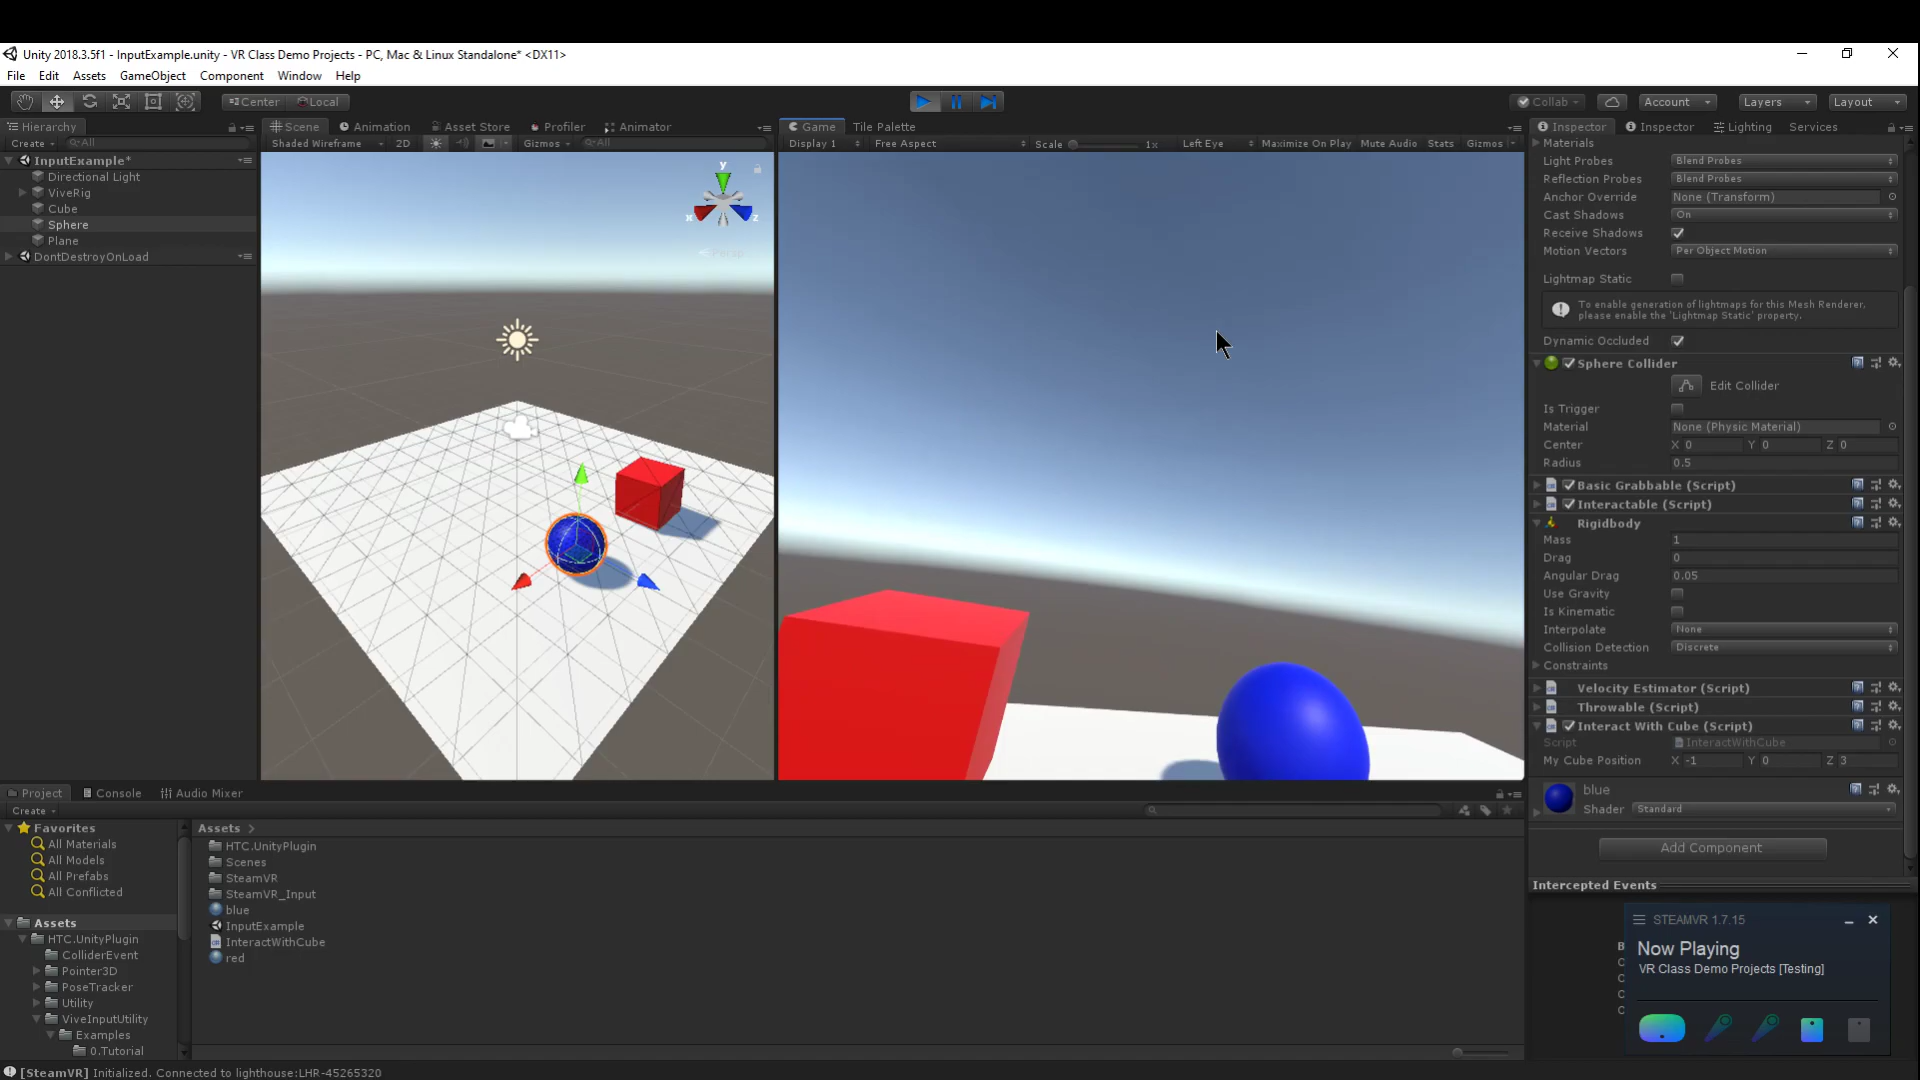 Unity 2018.3.5f1 - InputExample.unity - VR Class Demo Projects - PC, Mac & Linux Standalone* <DX11>
File Edit Assets GameObject Component Window Help
Center Local Collab Account Layers Layout
Hierarchy
Create All
InputExample*
Directional Light
ViveRig
Cube
Sphere
Plane
DontDestroyOnLoad
Scene Animation Asset Store Profiler Animator
Shaded Wireframe 2D Gizmos All
y
x z
Persp
Game Tile Palette
Display 1 Free Aspect Scale 1x Left Eye Maximize On Play Mute Audio Stats Gizmos
Inspector Inspector Lighting Services
Materials
Light Probes Blend Probes
Reflection Probes Blend Probes
Anchor Override None (Transform)
Cast Shadows On
Receive Shadows
Motion Vectors Per Object Motion
Lightmap Static
To enable generation of lightmaps for this Mesh Renderer,
please enable the 'Lightmap Static' property.
Dynamic Occluded
Sphere Collider
Edit Collider
Is Trigger
Material None (Physic Material)
Center X 0 Y 0 Z 0
Radius 0.5
Basic Grabbable (Script)
Interactable (Script)
Rigidbody
Mass 1
Drag 0
Angular Drag 0.05
Use Gravity
Is Kinematic
Interpolate None
Collision Detection Discrete
Constraints
Velocity Estimator (Script)
Throwable (Script)
Interact With Cube (Script)
Script InteractWithCube
My Cube Position X -1 Y 0 Z 3
blue
Shader Standard
Add Component
Intercepted Events
STEAMVR 1.7.15
Now Playing
VR Class Demo Projects [Testing]
Project Console Audio Mixer
Create
Favorites
All Materials
All Models
All Prefabs
All Conflicted
Assets
HTC.UnityPlugin
ColliderEvent
Pointer3D
PoseTracker
Utility
ViveInputUtility
Examples
0.Tutorial
Assets >
HTC.UnityPlugin
Scenes
SteamVR
SteamVR_Input
blue
InputExample
InteractWithCube
red
[SteamVR] Initialized. Connected to lighthouse:LHR-45265320